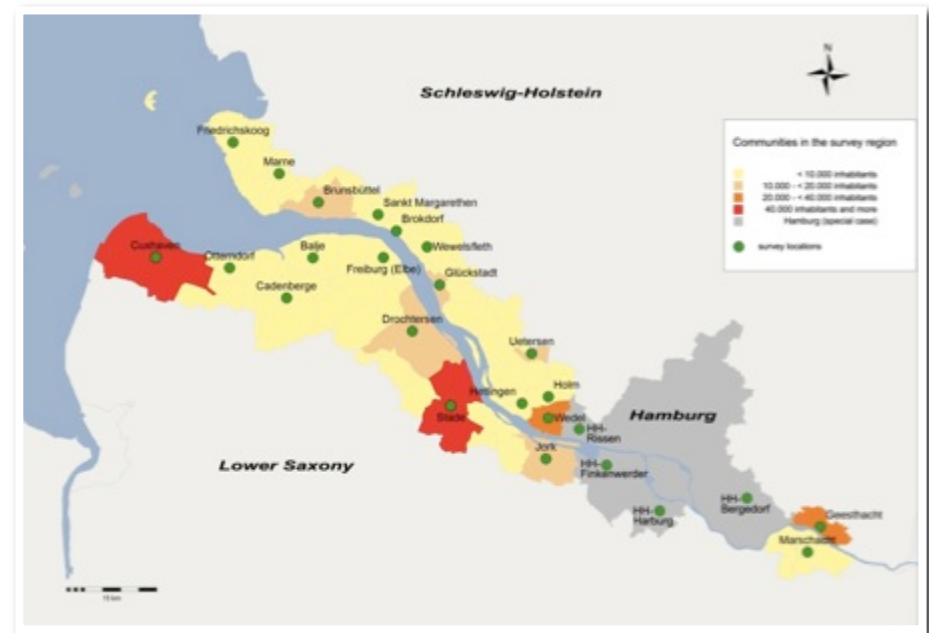 N
Schleswig-Holstein
Communities in the survey region
< 10.000 inhabitants
10.000 - < 20.000 inhabitants
20.000 - < 40.000 inhabitants
40.000 inhabitants and more
Hamburg (special case)
survey locations
Friedrichskoog
Marne
Brunsbüttel
Sankt Margarethen
Brokdorf
Cuxhaven
Otterndorf
Balje
Wewelsfleth
Freiburg (Elbe)
Glückstadt
Cadenberge
Drochtersen
Uetersen
Hetlingen
Holm
Stade
Wedel
Hamburg
HH-
Rissen
Jork
Lower Saxony
HH-
Finkenwerder
HH-
Bergedorf
HH-
Harburg
Geesthacht
Marschacht